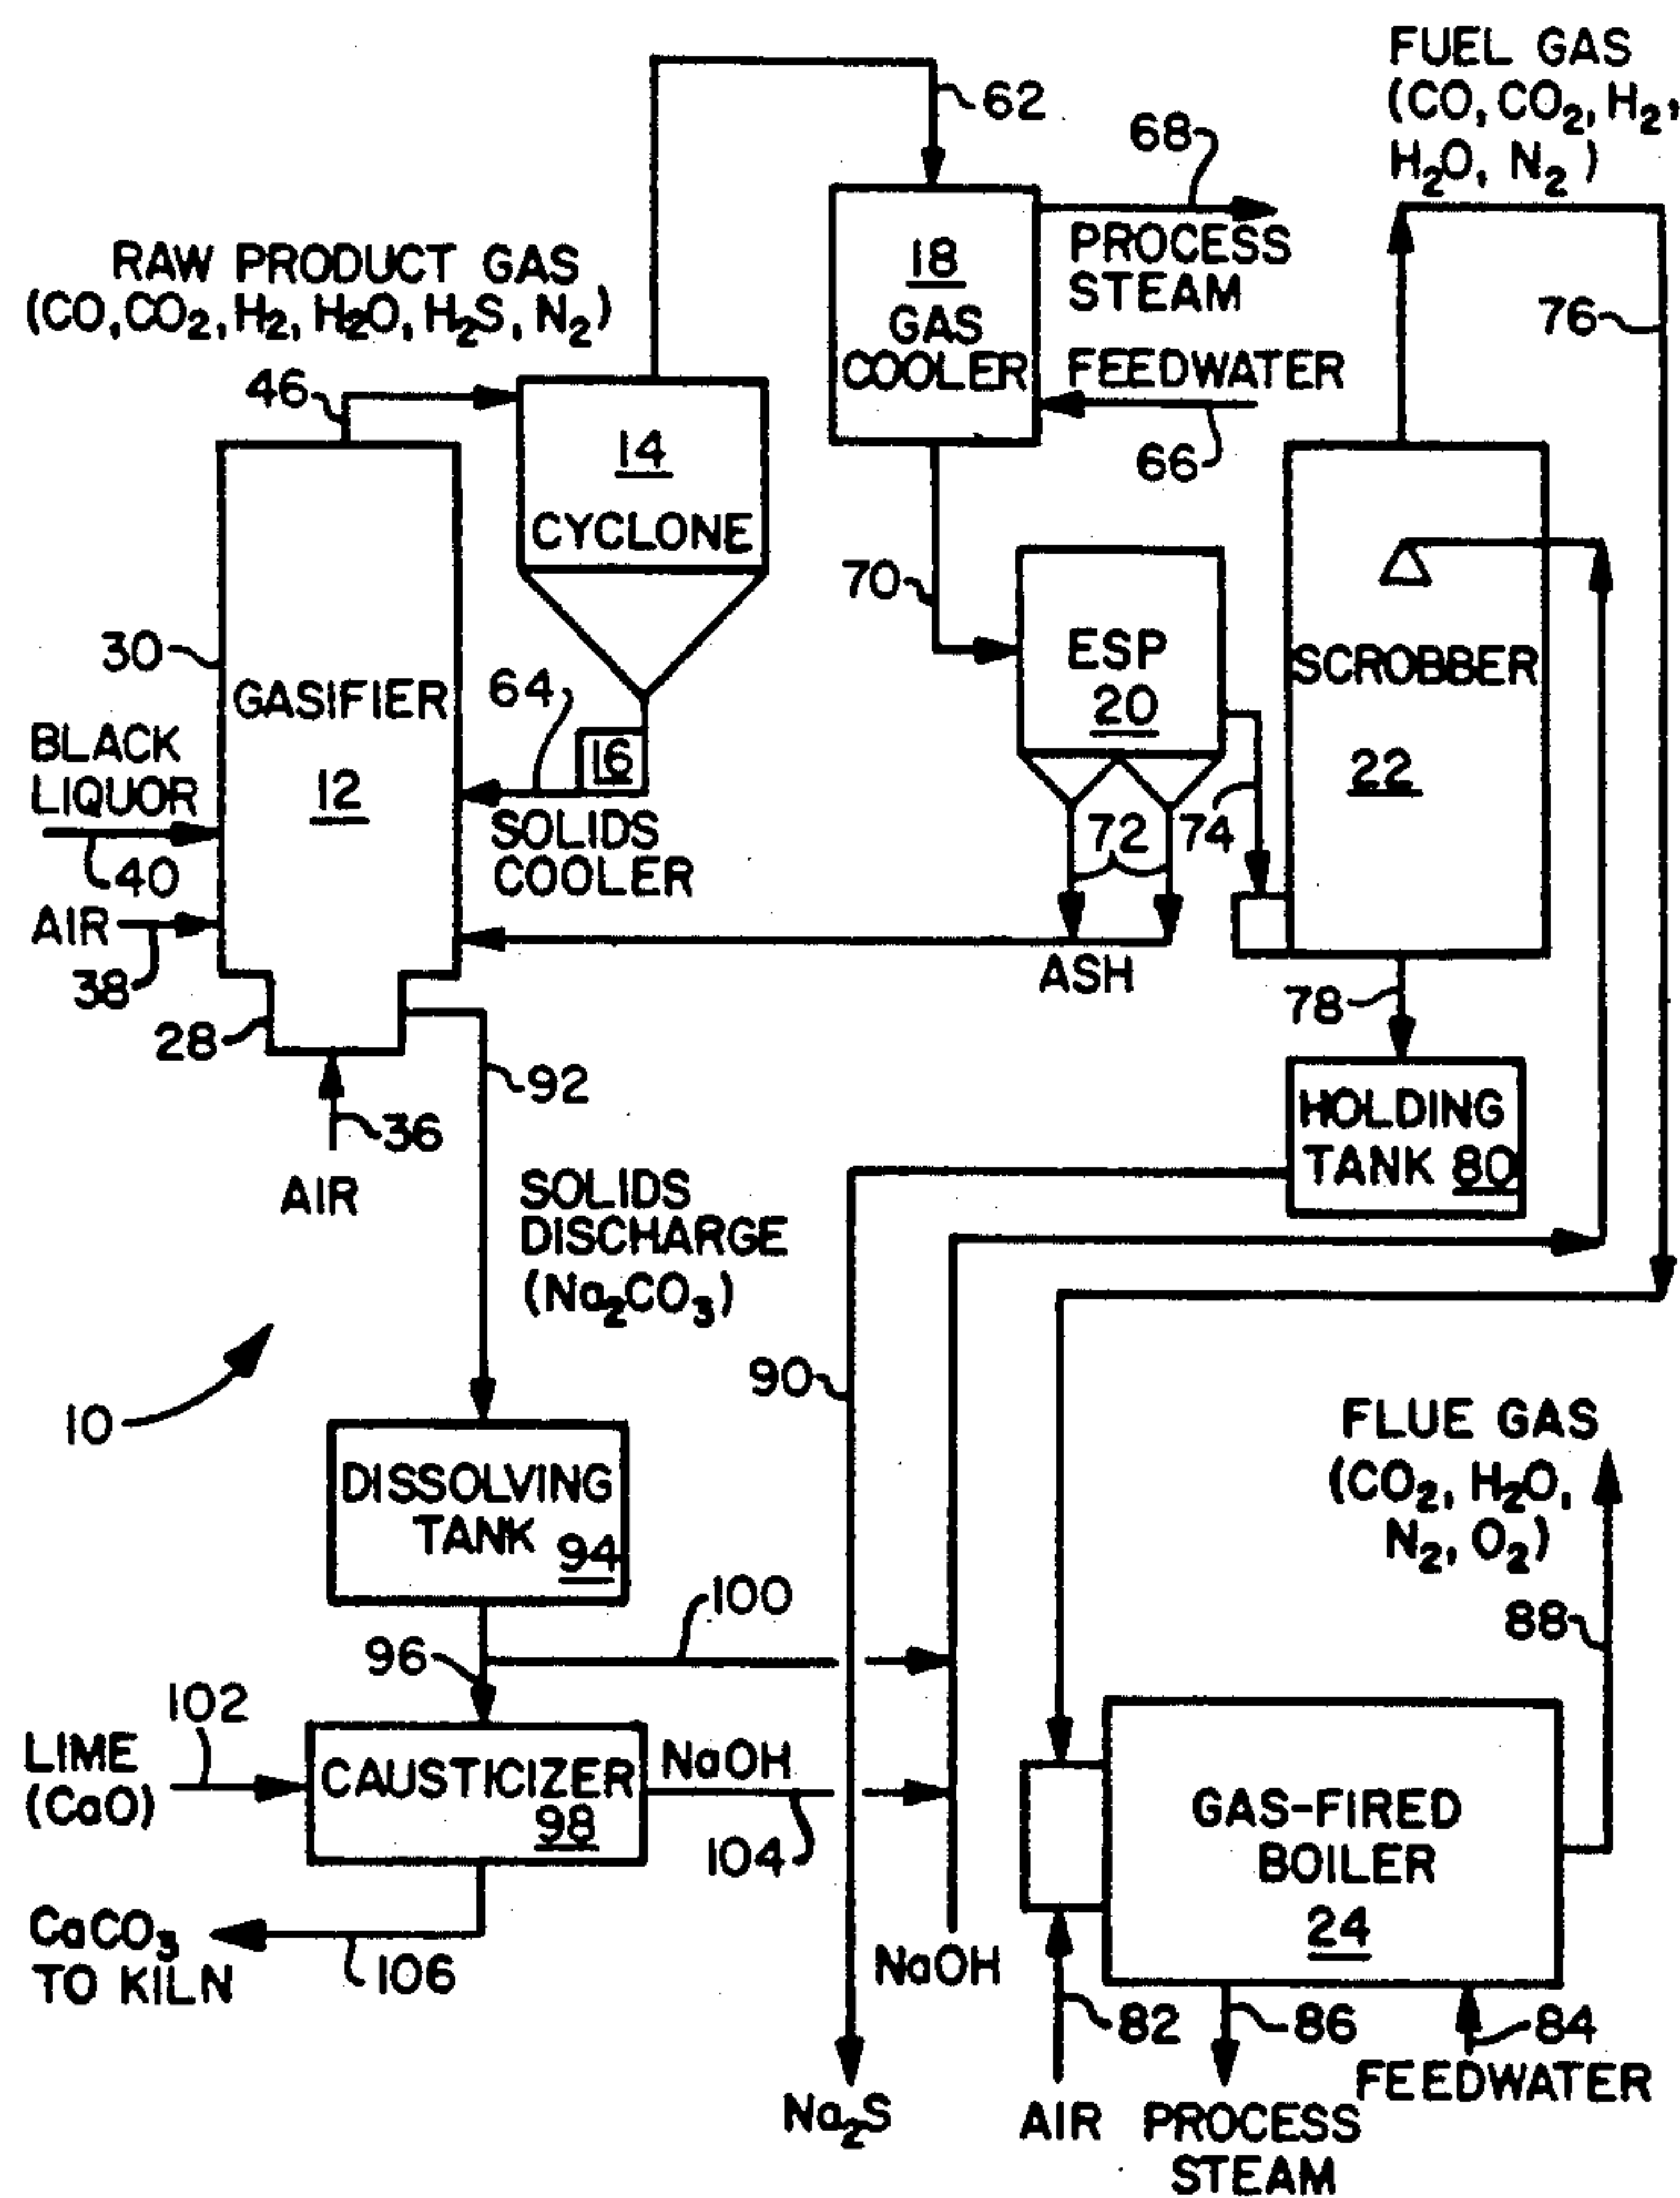 FUEL GAS
(CO, CO₂, H₂,
H₂O, N₂)
62
68
18
GAS
COOLER
PROCESS
STEAM
FEEDWATER
66
76
RAW PRODUCT GAS
(CO, CO₂, H₂, H₂O, H₂S, N₂)
46
14
CYCLONE
70
30
GASIFIER
12
64
16
SOLIDS
COOLER
ESP
20
SCROBBER
22
BLACK
LIQUOR
40
AIR
38
28
72
74
ASH
78
92
36
AIR
HOLDING
TANK 80
SOLIDS
DISCHARGE
(Na₂CO₃)
10
90
DISSOLVING
TANK 94
FLUE GAS
(CO₂, H₂O,
N₂, O₂)
88
96
100
102
LIME
(CaO)
CAUSTICIZER
98
NaOH
104
GAS-FIRED
BOILER
24
CaCO₃
TO KILN
106
NaOH
82
86
84
FEEDWATER
Na₂S
AIR
PROCESS
STEAM